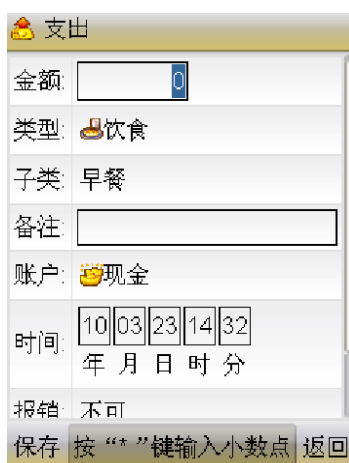 支出
金额: 0
类型: 饮食
子类: 早餐
备注:
账户: 现金
时间: 10 03 23 14 32
年 月 日 时 分
报销: 不可
保存 按“*”键输入小数点 返回